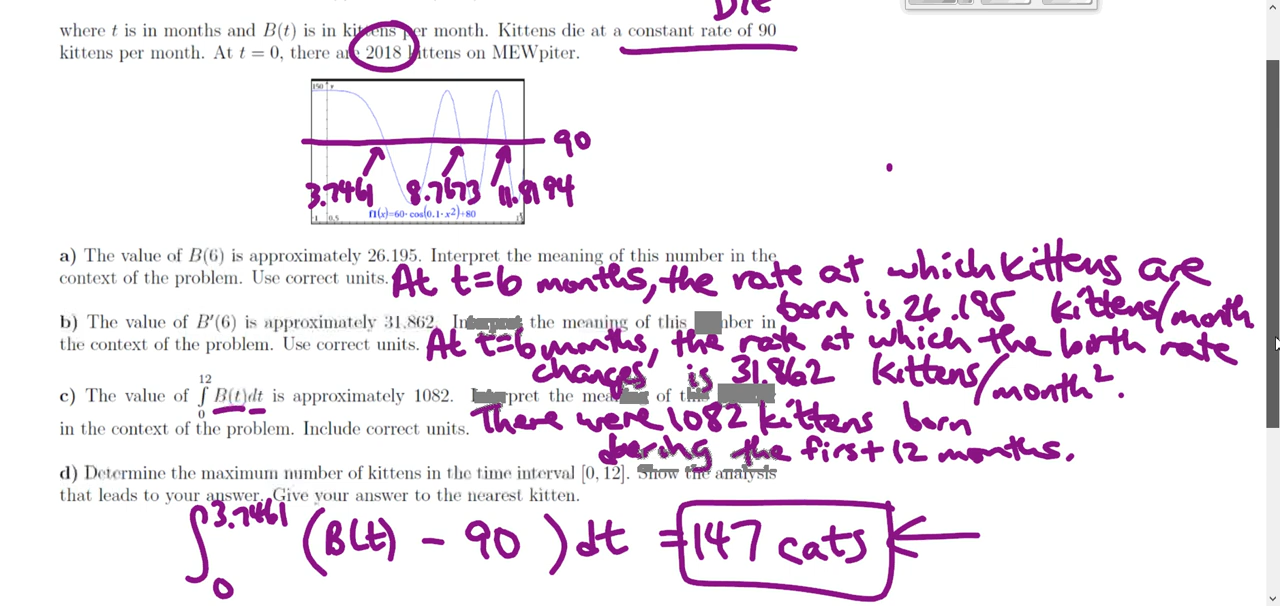 DIE
where t is in months and B(t) is in kittens per month. Kittens die at a constant rate of 90
kittens per month. At t = 0, there are 2018 kittens on MEWpiter.
150 y
90
3.7461 8.7673 11.8194
f1(x)=60·cos(0.1·x²)+80
-1 0.5
a) The value of B(6) is approximately 26.195. Interpret the meaning of this number in the
context of the problem. Use correct units. At t=6 months, the rate at which kittens are
born is 26.195 kittens/month
b) The value of B′(6) is approximately 31.862. the meaning of this in
the context of the problem. Use correct units. At t=6 months, the rate at which the birth rate
changes is 31.862 kittens/month².
c) The value of ∫₀¹² B(t)dt is approximately 1082. the of this
in the context of the problem. Include correct units. There were 1082 kittens born
during the first 12 months.
d) Determine the maximum number of kittens in the time interval [0, 12]. Show the analysis
that leads to your answer. Give your answer to the nearest kitten.
∫₀^3.7461 (B(t) - 90) dt = 147 cats